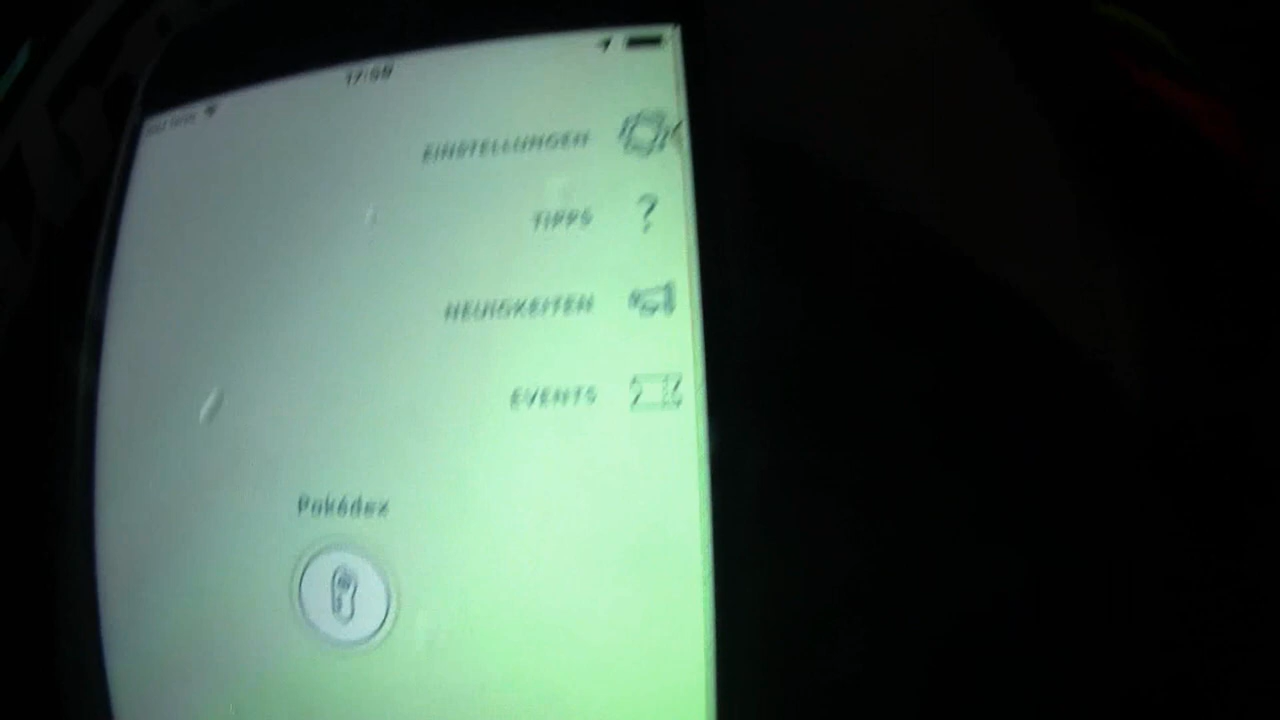 17:59
EINSTELLUNGEN
TIPPS
?
NEUIGKEITEN
EVENTS
Pokédex